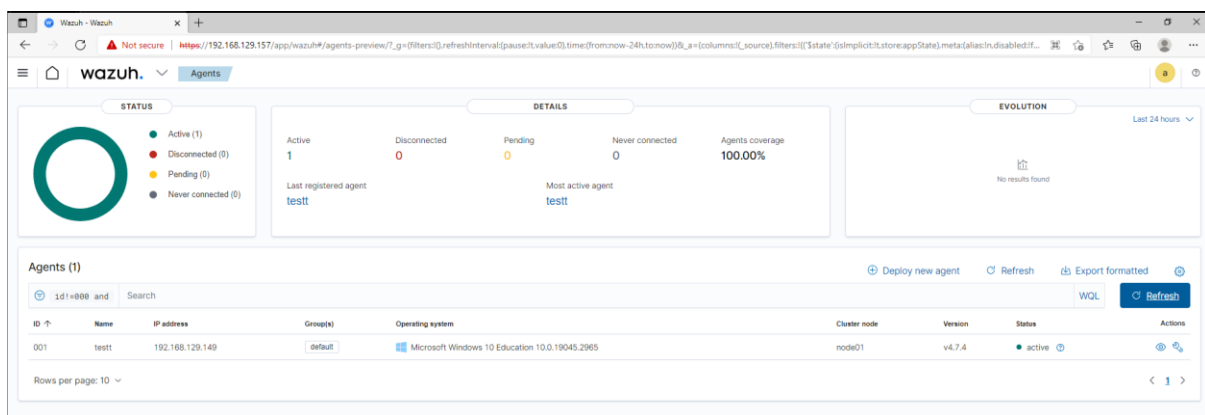 Wazuh - Wazuh
Not secure | https://192.168.129.157/app/wazuh#/agents-preview/?_g=(filters:!(),refreshInterval:(pause:!t,value:0),time:(from:now-24h,to:now))&_a=(columns:!(_source),filters:!(('$state':(isImplicit:!t,store:appState),meta:(alias:!n,disabled:!f...
wazuh. Agents a
STATUS
Active (1)
Disconnected (0)
Pending (0)
Never connected (0)
DETAILS
Active Disconnected Pending Never connected Agents coverage
1 0 0 0 100.00%
Last registered agent Most active agent
testt testt
EVOLUTION
Last 24 hours
No results found
Agents (1) Deploy new agent Refresh Export formatted
id!=000 and Search WQL Refresh
ID Name IP address Group(s) Operating system Cluster node Version Status Actions
001 testt 192.168.129.149 default Microsoft Windows 10 Education 10.0.19045.2965 node01 v4.7.4 active
Rows per page: 10 1